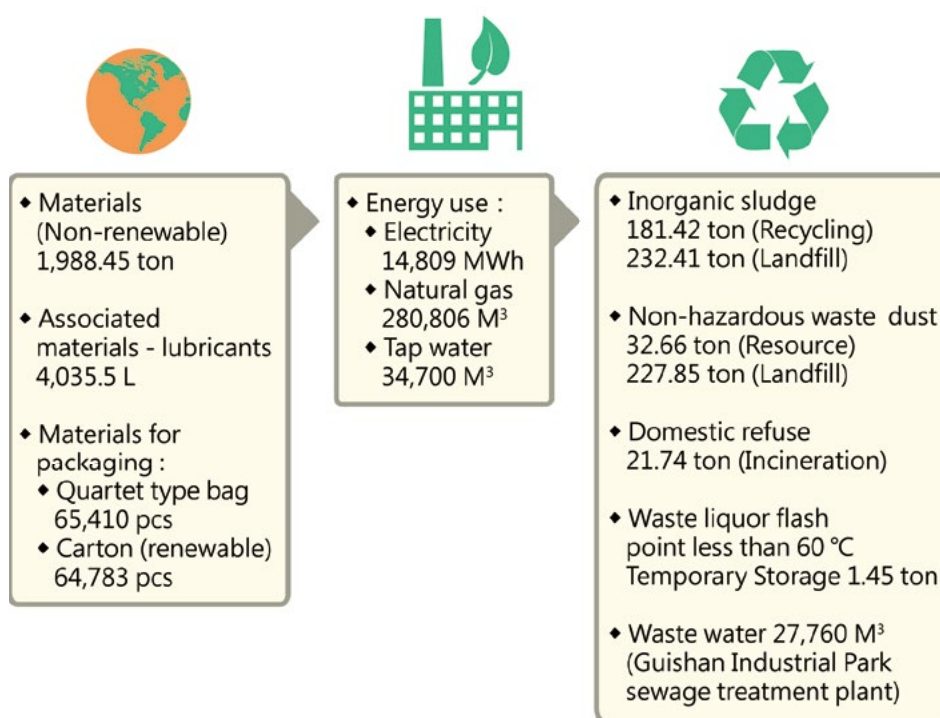 ◆ Materials
(Non-renewable)
1,988.45 ton
◆ Associated
materials - lubricants
4,035.5 L
◆ Materials for
packaging :
◆ Quartet type bag
65,410 pcs
◆ Carton (renewable)
64,783 pcs
◆ Energy use :
◆ Electricity
14,809 MWh
◆ Natural gas
280,806 M³
◆ Tap water
34,700 M³
◆ Inorganic sludge
181.42 ton (Recycling)
232.41 ton (Landfill)
◆ Non-hazardous waste dust
32.66 ton (Resource)
227.85 ton (Landfill)
◆ Domestic refuse
21.74 ton (Incineration)
◆ Waste liquor flash
point less than 60 ℃
Temporary Storage 1.45 ton
◆ Waste water 27,760 M³
(Guishan Industrial Park
sewage treatment plant)